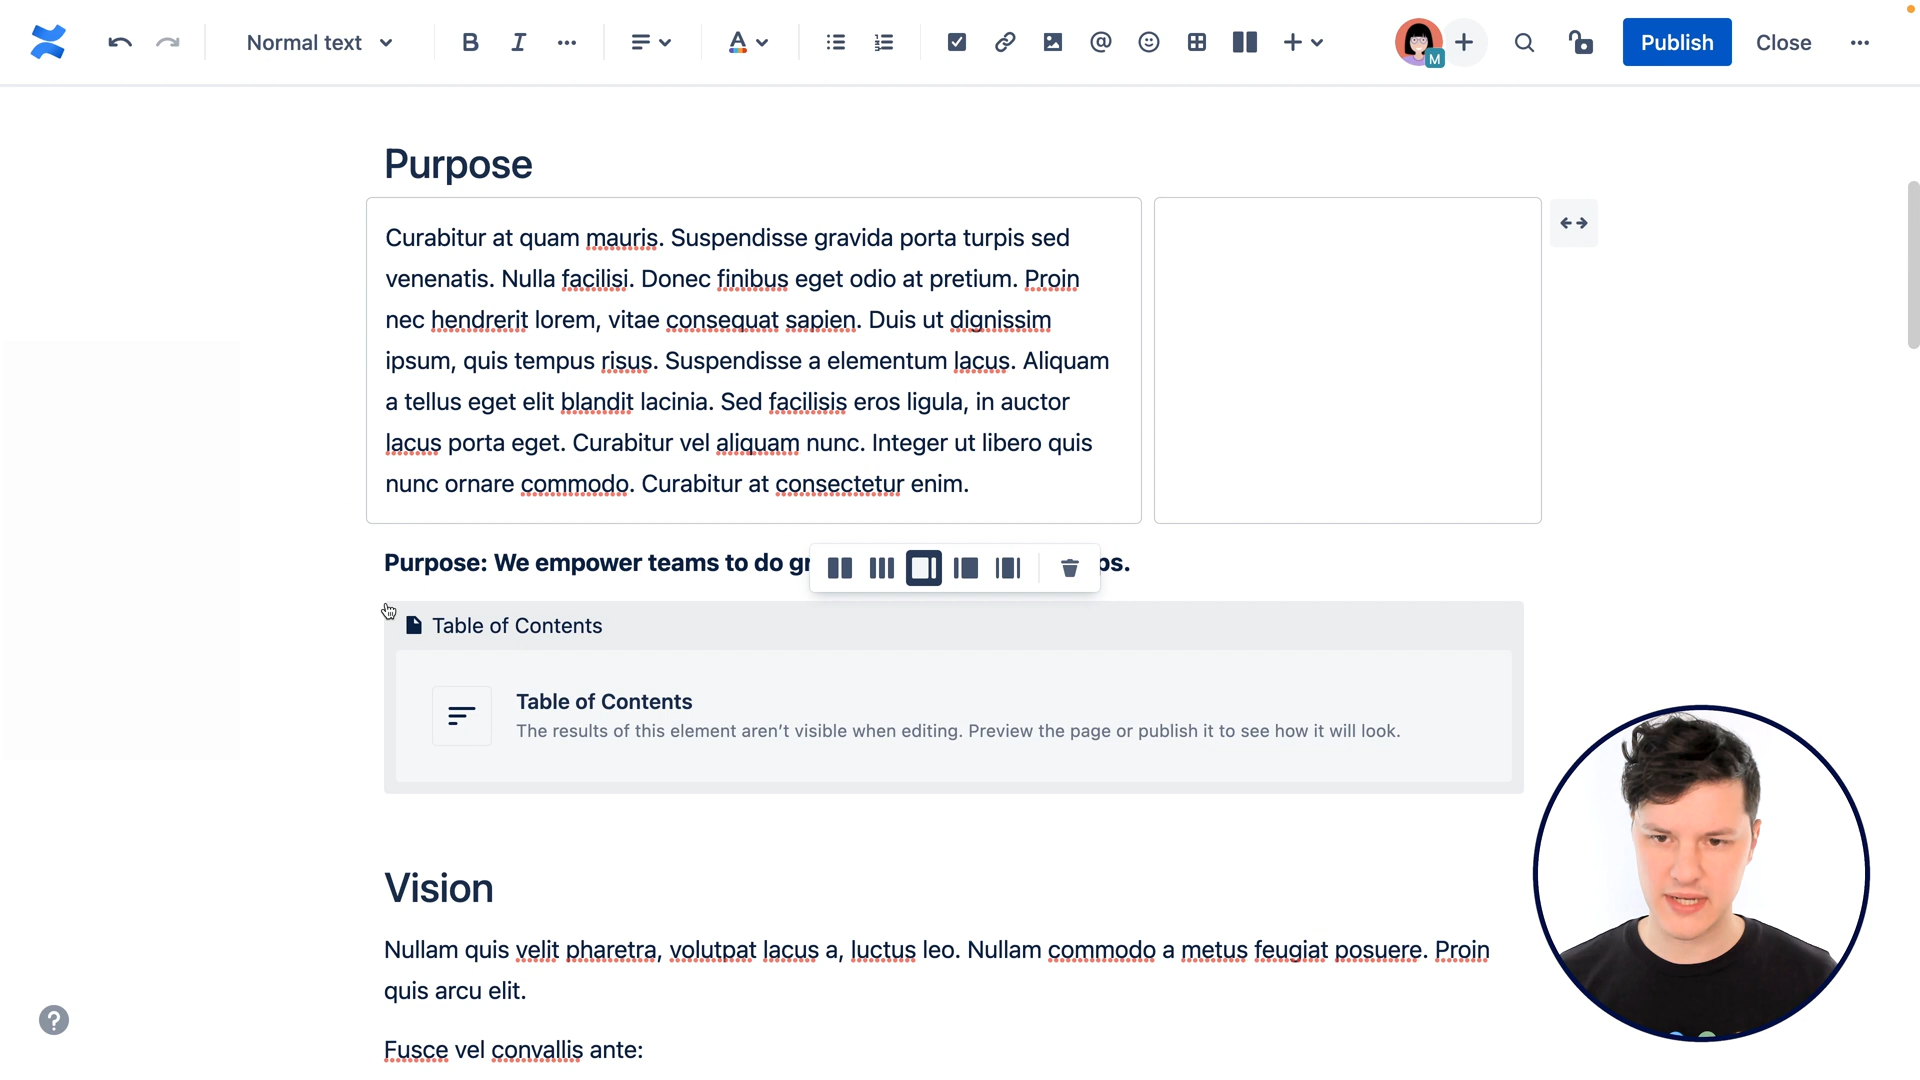 Normal text
A
M
Publish
Close
Purpose
Curabitur at quam mauris. Suspendisse gravida porta turpis sed
venenatis. Nulla facilisi. Donec finibus eget odio at pretium. Proin
nec hendrerit lorem, vitae consequat sapien. Duis ut dignissim
ipsum, quis tempus risus. Suspendisse a elementum lacus. Aliquam
a tellus eget elit blandit lacinia. Sed facilisis eros ligula, in auctor
lacus porta eget. Curabitur vel aliquam nunc. Integer ut libero quis
nunc ornare commodo. Curabitur at consectetur enim.
Purpose: We empower teams to do
Table of Contents
Table of Contents
The results of this element aren’t visible when editing. Preview the page or publish it to see how it will look.
Vision
Nullam quis velit pharetra, volutpat lacus a, luctus leo. Nullam commodo a metus feugiat posuere. Proin
quis arcu elit.
Fusce vel convallis ante: